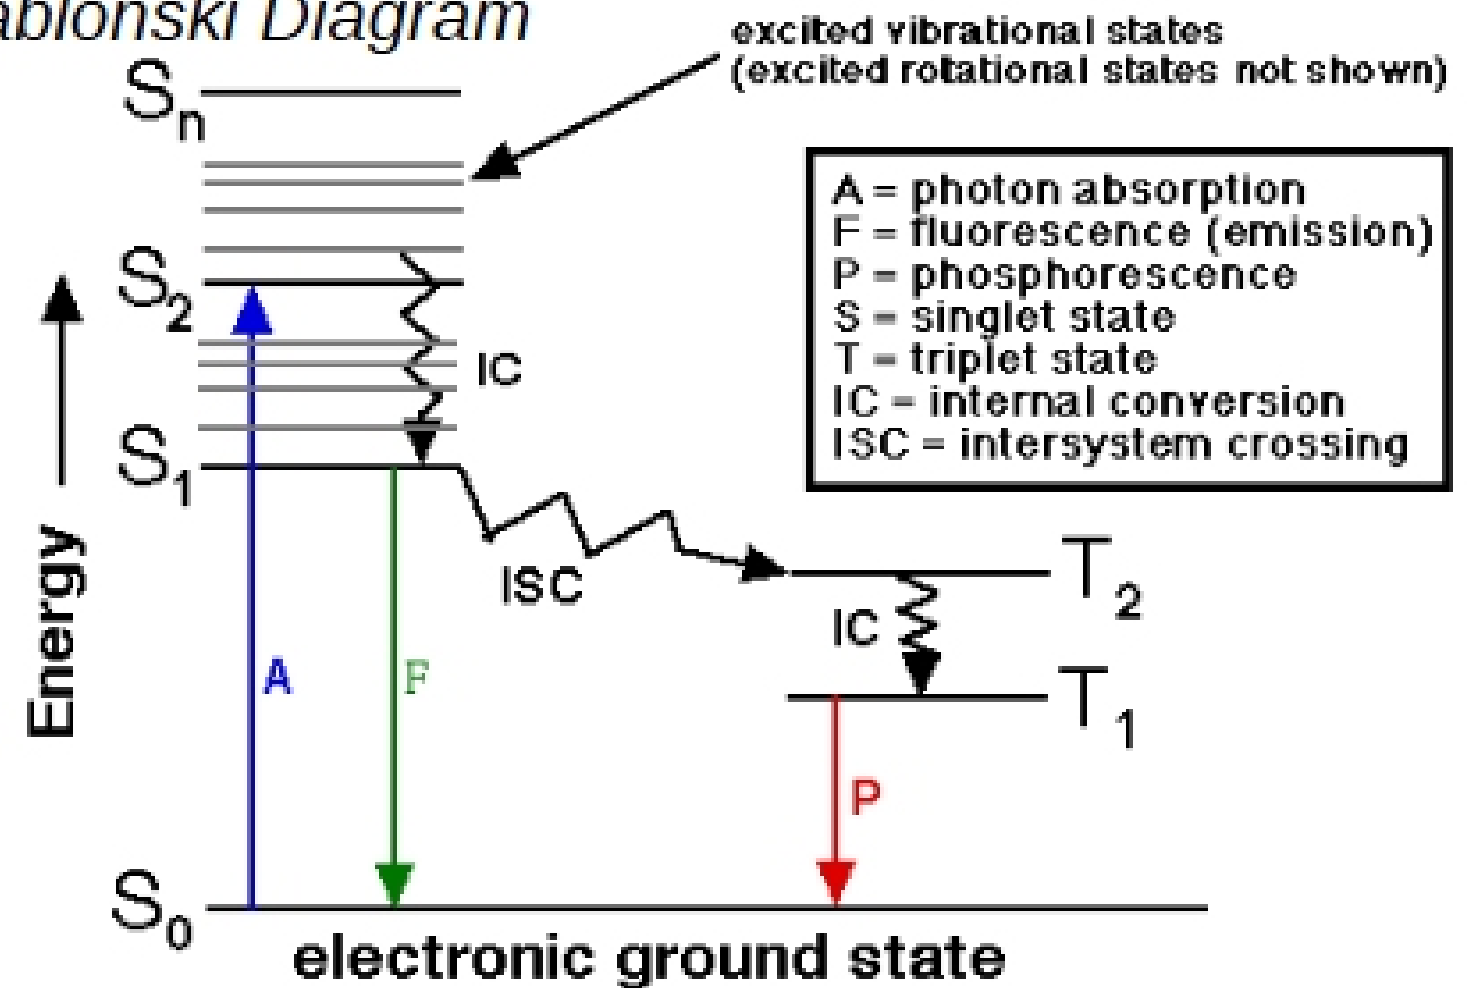 ablonski Diagram
excited vibrational states
(excited rotational states not shown)
Sn
A = photon absorption
F = fluorescence (emission)
P = phosphorescence
S = singlet state
T = triplet state
IC = internal conversion
ISC = intersystem crossing
S2
IC
S1
Energy
ISC
T2
IC
A
F
T1
P
S0
electronic ground state